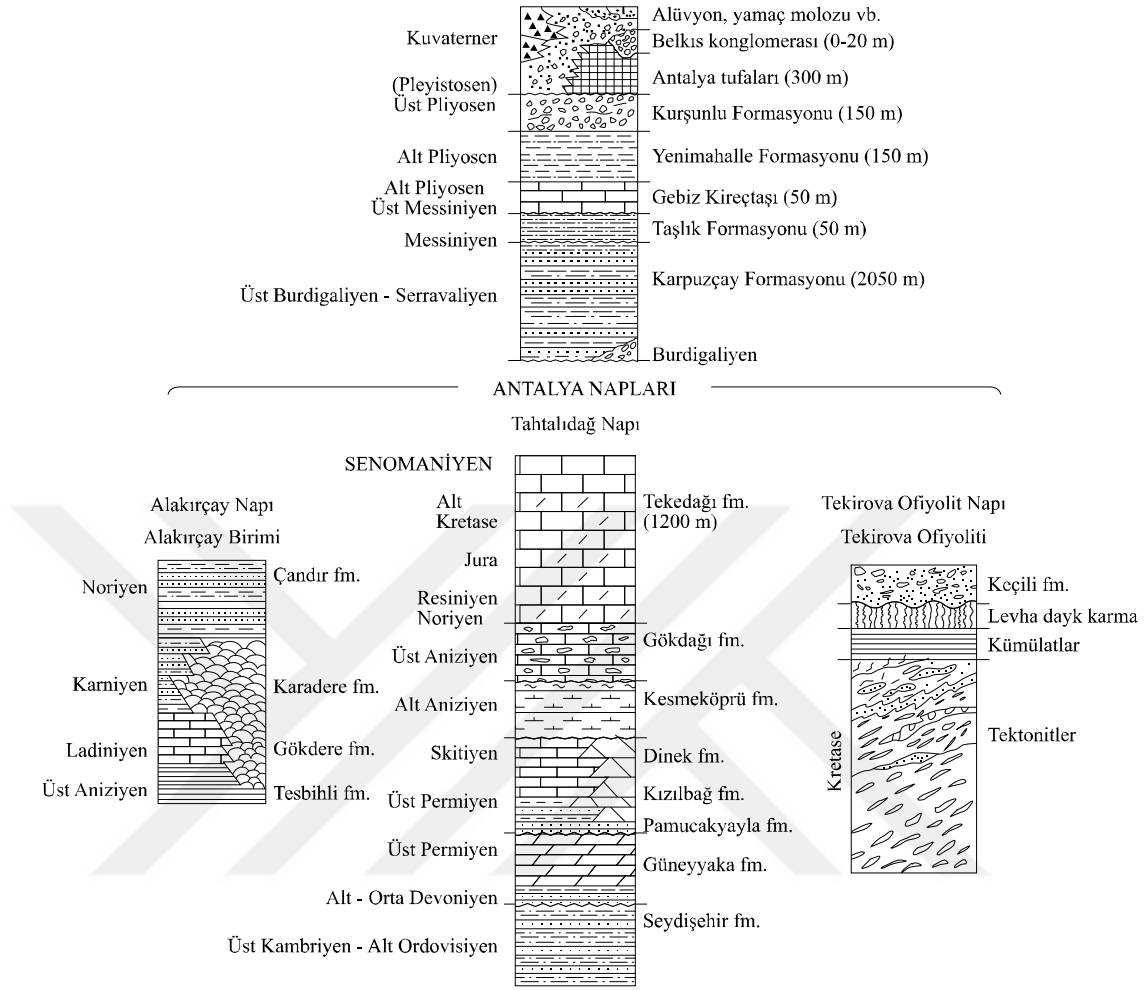 Kuvaterner
(Pleyistosen)
Üst Pliyosen
Alt Pliyosen
Alt Pliyosen
Üst Messiniyen
Messiniyen
Üst Burdigaliyen - Serravaliyen
Alüvyon, yamaç molozu vb.
Belkıs konglomerası (0-20 m)
Antalya tufaları (300 m)
Kurşunlu Formasyonu (150 m)
Yenimahalle Formasyonu (150 m)
Gebiz Kireçtaşı (50 m)
Taşlık Formasyonu (50 m)
Karpuzçay Formasyonu (2050 m)
Burdigaliyen
ANTALYA NAPLARI
Alakırçay Napı
Alakırçay Birimi
Noriyen
Karniyen
Ladiniyen
Üst Aniziyen
Çandır fm.
Karadere fm.
Gökdere fm.
Tesbihli fm.
Tahtalıdağ Napı
SENOMANİYEN
Alt
Kretase
Jura
Resiniyen
Noriyen
Üst Aniziyen
Alt Aniziyen
Skitiyen
Üst Permiyen
Üst Permiyen
Alt - Orta Devoniyen
Üst Kambriyen - Alt Ordovisiyen
Tekedağı fm.
(1200 m)
Gökdağı fm.
Kesmeköprü fm.
Dinek fm.
Kızılbağ fm.
Pamucakyayla fm.
Güneyyaka fm.
Seydişehir fm.
Tekirova Ofiyolit Napı
Tekirova Ofiyoliti
Kretase
Keçili fm.
Levha dayk karma
Kümülatlar
Tektonitler